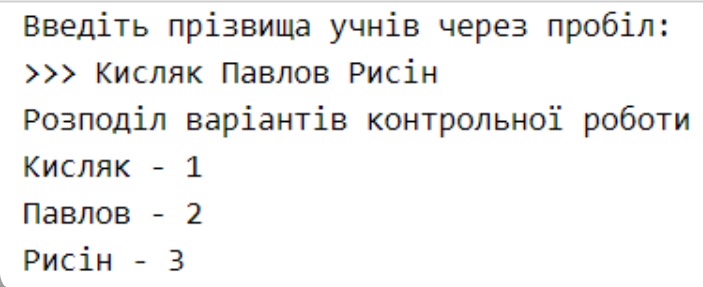 Введіть прізвища учнів через пробіл:
>>> Кисляк Павлов Рисін
Розподіл варіантів контрольної роботи
Кисляк - 1
Павлов - 2
Рисін - 3